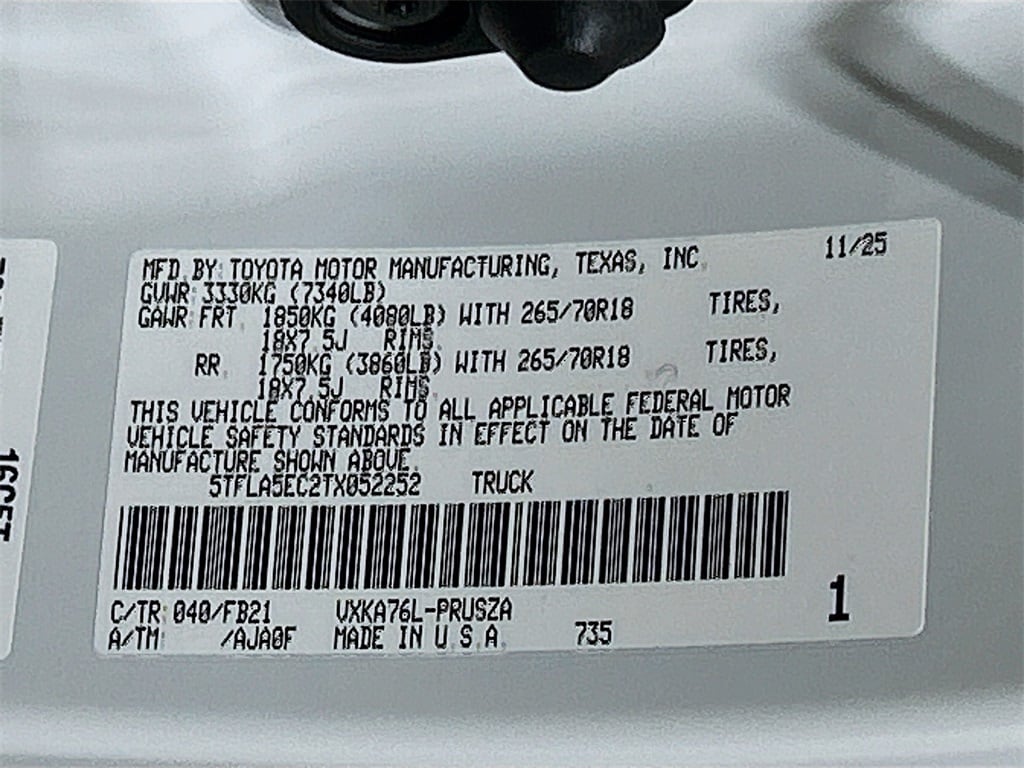 MFD. BY: TOYOTA MOTOR MANUFACTURING, TEXAS, INC. 11/25
GVWR: 3330KG (7340LB)
GAWR: FRT. 1850KG (4080LB) WITH 265/70R18 TIRES,
18X7.5J RIMS.
RR. 1750KG (3860LB) WITH 265/70R18 TIRES,
18X7.5J RIMS.
THIS VEHICLE CONFORMS TO ALL APPLICABLE FEDERAL MOTOR
VEHICLE SAFETY STANDARDS IN EFFECT ON THE DATE OF
MANUFACTURE SHOWN ABOVE.
5TFLA5EC2TX052252 TRUCK
C/TR: 040/FB21 VXKA76L-PRUSZA 1
A/TM: /AJA0F MADE IN U.S.A. 735